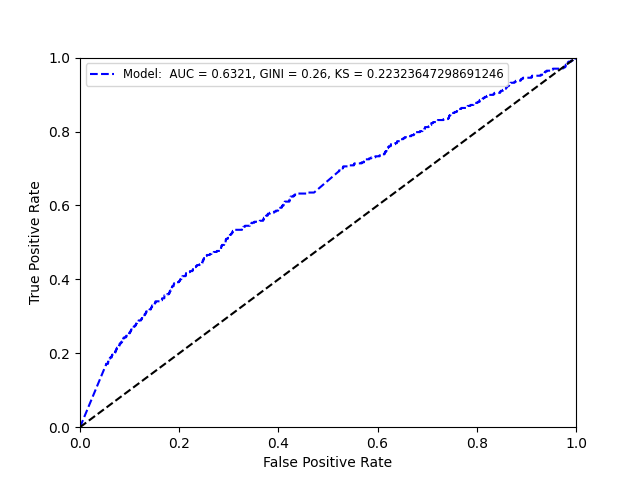 Model:  AUC = 0.6321, GINI = 0.26, KS = 0.22323647298691246
1.0
0.8
0.6
0.4
0.2
0.0
True Positive Rate
0.0 0.2 0.4 0.6 0.8 1.0
False Positive Rate